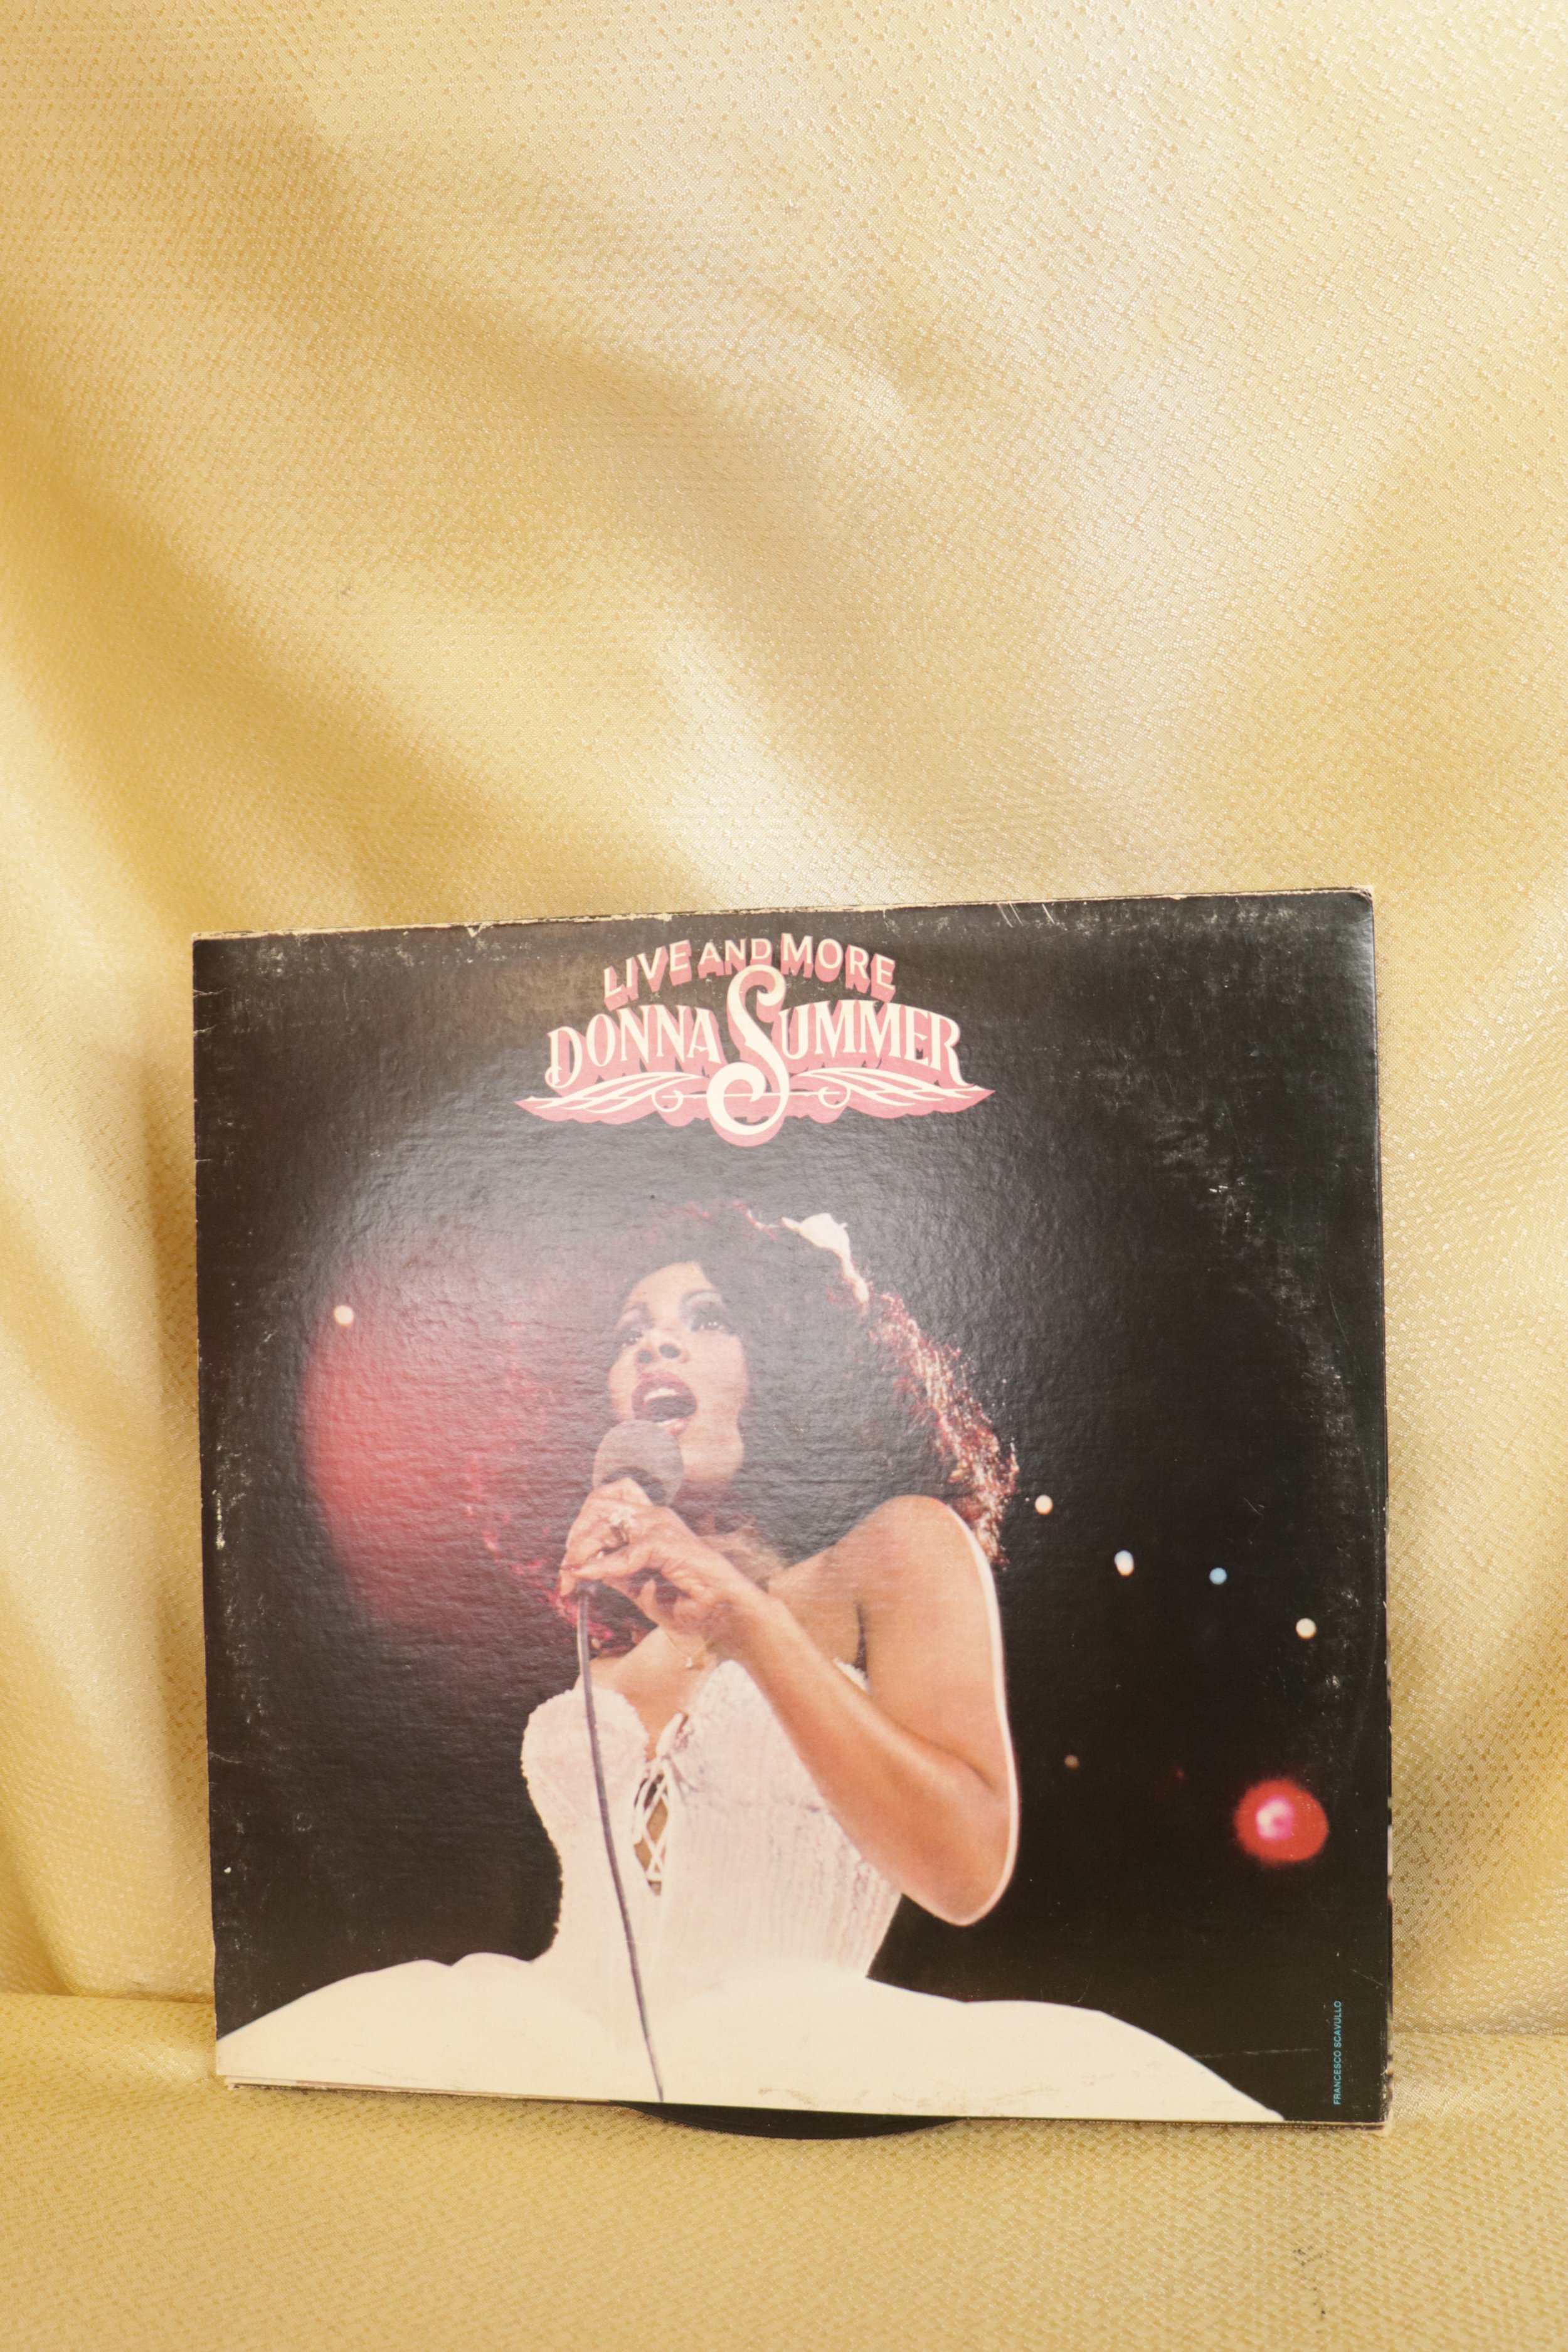 LIVE AND MORE
DONNA SUMMER
FRANCESCO SCAVULLO